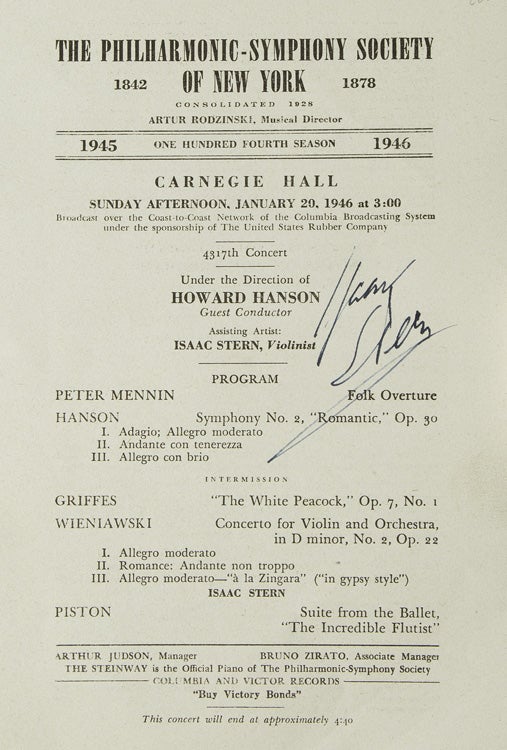 THE PHILHARMONIC-SYMPHONY SOCIETY
1842 OF NEW YORK 1878
CONSOLIDATED 1928
ARTUR RODZINSKI, Musical Director
1945 ONE HUNDRED FOURTH SEASON 1946
CARNEGIE HALL
SUNDAY AFTERNOON, JANUARY 20, 1946 at 3:00
Broadcast over the Coast-to-Coast Network of the Columbia Broadcasting System
under the sponsorship of The United States Rubber Company
4317th Concert
Under the Direction of
HOWARD HANSON
Guest Conductor
Assisting Artist:
ISAAC STERN, Violinist
Isaac
Stern
PROGRAM
PETER MENNIN Folk Overture
HANSON Symphony No. 2, "Romantic," Op. 30
I. Adagio; Allegro moderato
II. Andante con tenerezza
III. Allegro con brio
INTERMISSION
GRIFFES "The White Peacock," Op. 7, No. 1
WIENIAWSKI Concerto for Violin and Orchestra,
in D minor, No. 2, Op. 22
I. Allegro moderato
II. Romance: Andante non troppo
III. Allegro moderato—"à la Zingara" ("in gypsy style")
ISAAC STERN
PISTON Suite from the Ballet,
"The Incredible Flutist"
ARTHUR JUDSON, Manager BRUNO ZIRATO, Associate Manager
THE STEINWAY is the Official Piano of The Philharmonic-Symphony Society
COLUMBIA AND VICTOR RECORDS
"Buy Victory Bonds"
This concert will end at approximately 4:40